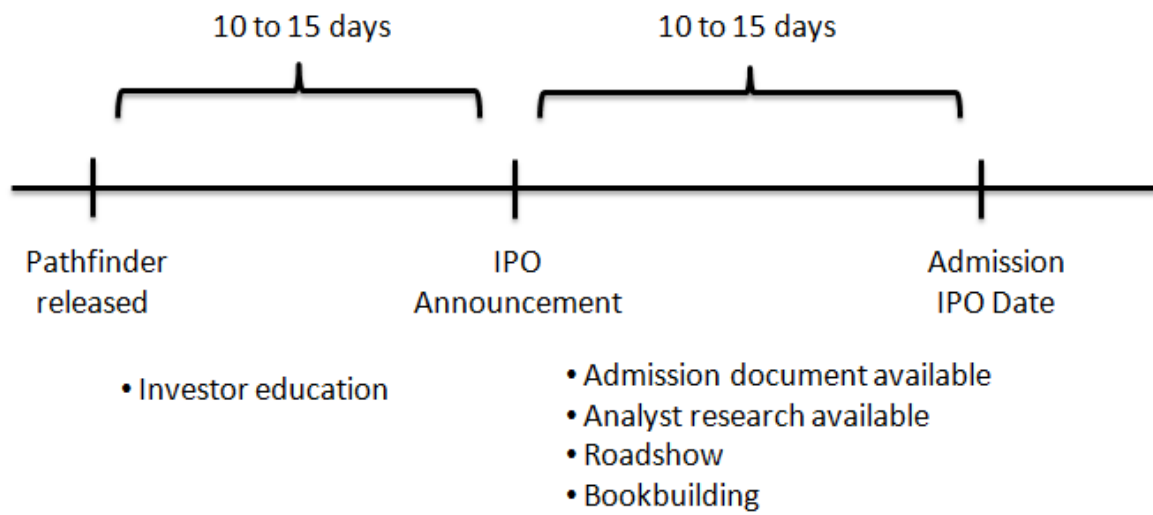 10 to 15 days
10 to 15 days
Pathfinder
released
IPO
Announcement
Admission
IPO Date
• Investor education
• Admission document available
• Analyst research available
• Roadshow
• Bookbuilding